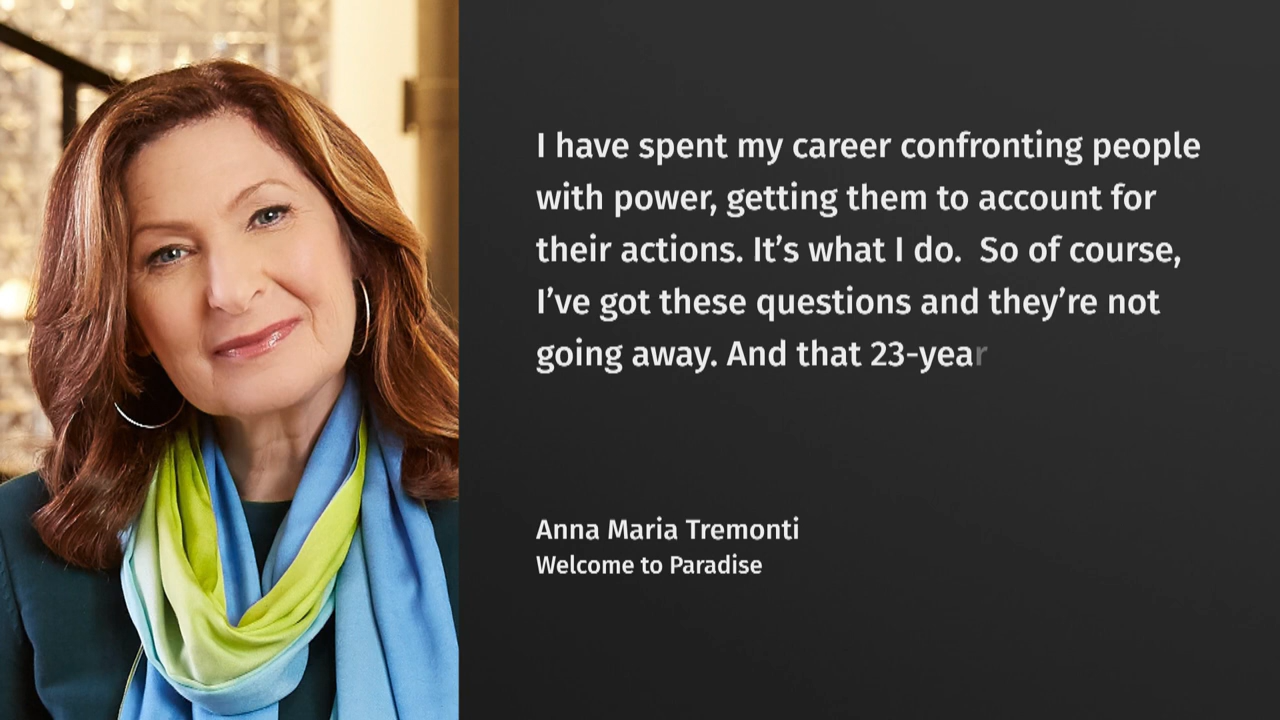 I have spent my career confronting people
with power, getting them to account for
their actions. It’s what I do.  So of course,
I’ve got these questions and they’re not
going away. And that 23-year
Anna Maria Tremonti
Welcome to Paradise